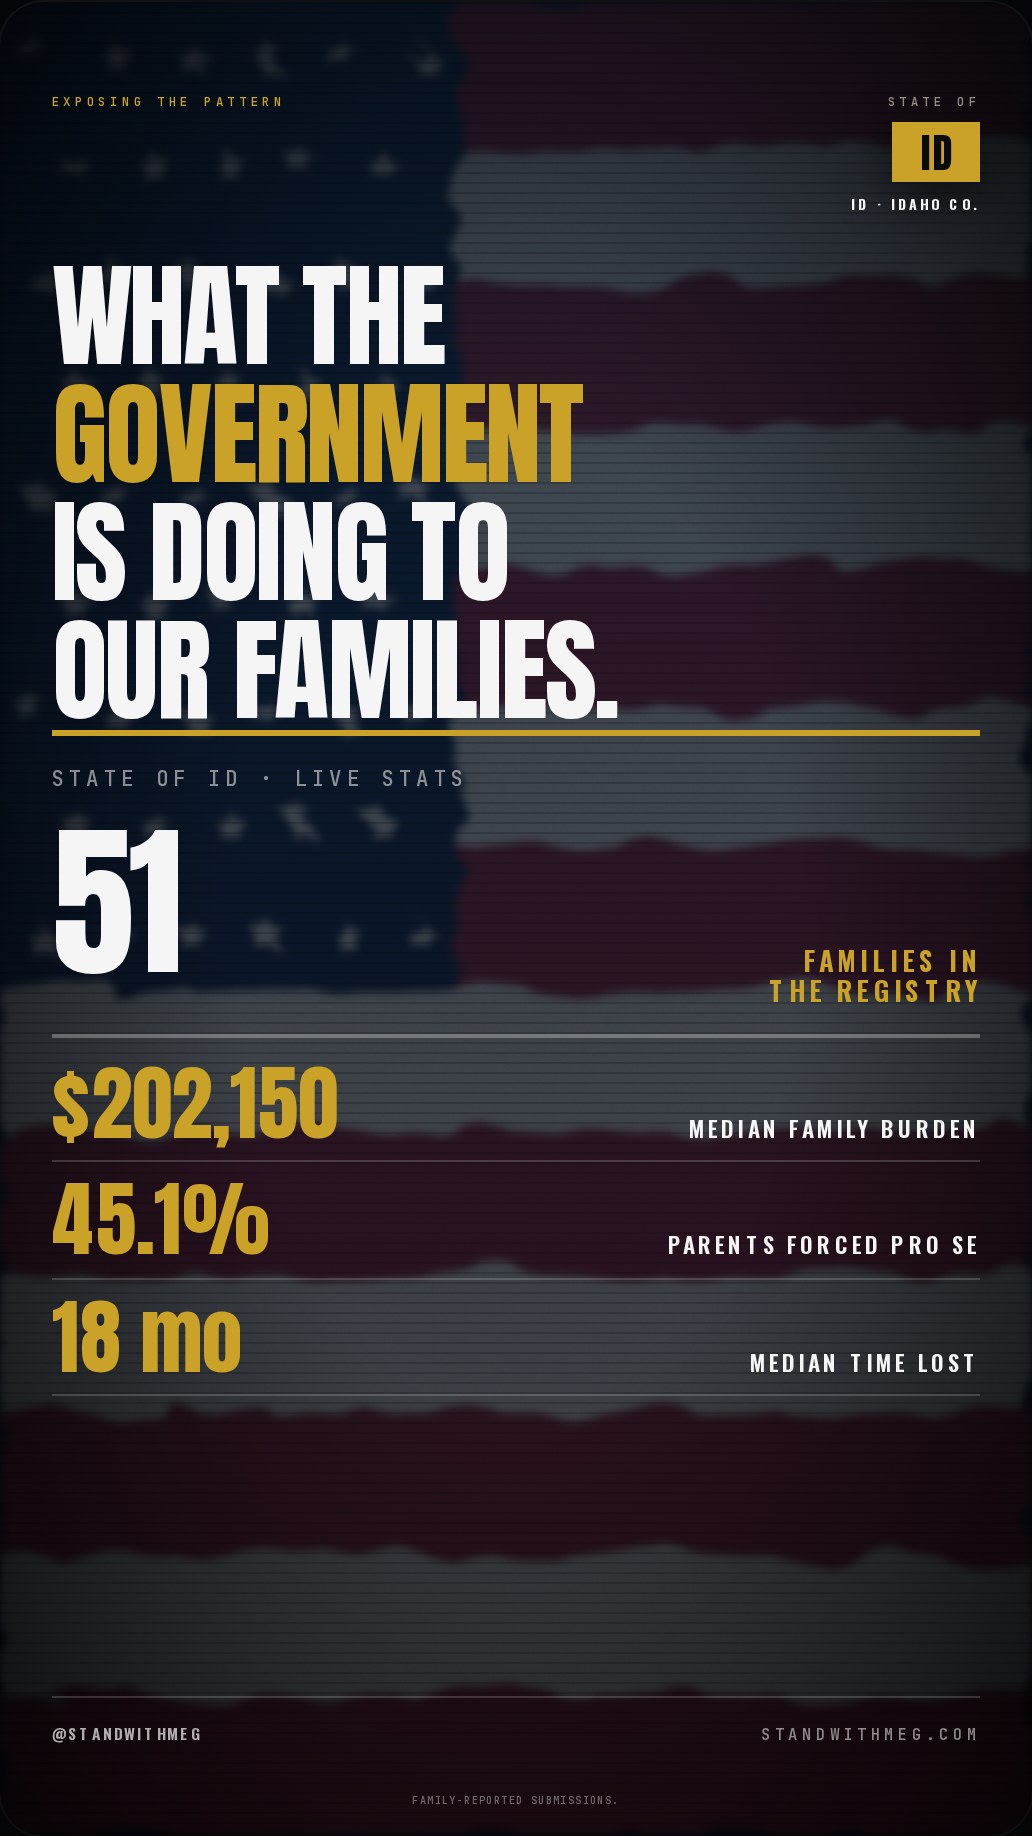 EXPOSING THE PATTERN
STATE OF
ID
ID · IDAHO CO.
WHAT THE
GOVERNMENT
IS DOING TO
OUR FAMILIES.
STATE OF ID · LIVE STATS
51
FAMILIES IN
THE REGISTRY
$202,150
MEDIAN FAMILY BURDEN
45.1%
PARENTS FORCED PRO SE
18 mo
MEDIAN TIME LOST
@STANDWITHMEG
STANDWITHMEG.COM
FAMILY-REPORTED SUBMISSIONS.